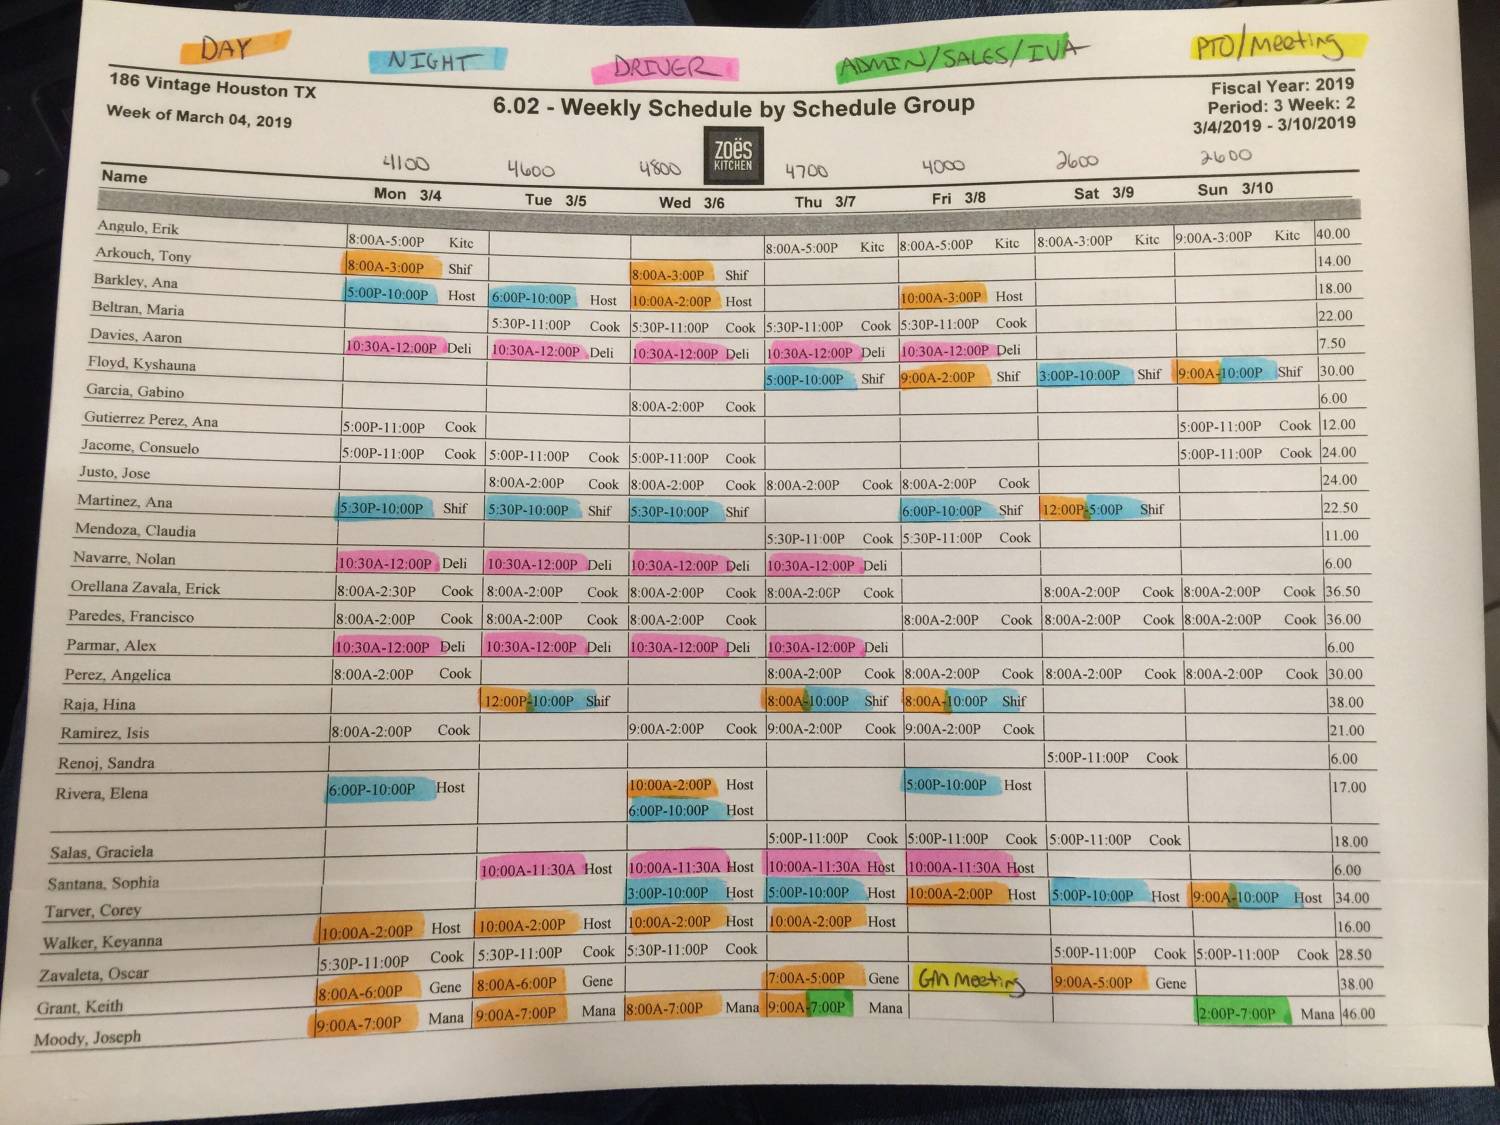 DAY NIGHT DRIVER ADMIN/SALES/IVA PTO/Meeting
186 Vintage Houston TX Fiscal Year: 2019
Week of March 04, 2019 6.02 - Weekly Schedule by Schedule Group Period: 3 Week: 2
3/4/2019 - 3/10/2019
ZOËS
KITCHEN
4100 4600 4800 4700 4000 2600 2600
Name Mon 3/4 Tue 3/5 Wed 3/6 Thu 3/7 Fri 3/8 Sat 3/9 Sun 3/10
Angulo, Erik 8:00A-5:00P Kitc 8:00A-5:00P Kitc 8:00A-5:00P Kitc 8:00A-3:00P Kitc 9:00A-3:00P Kitc 40.00
Arkouch, Tony 8:00A-3:00P Shif 8:00A-3:00P Shif 14.00
Barkley, Ana 5:00P-10:00P Host 6:00P-10:00P Host 10:00A-2:00P Host 10:00A-3:00P Host 18.00
Beltran, Maria 5:30P-11:00P Cook 5:30P-11:00P Cook 5:30P-11:00P Cook 5:30P-11:00P Cook 22.00
Davies, Aaron 10:30A-12:00P Deli 10:30A-12:00P Deli 10:30A-12:00P Deli 10:30A-12:00P Deli 10:30A-12:00P Deli 7.50
Floyd, Kyshauna 5:00P-10:00P Shif 9:00A-2:00P Shif 3:00P-10:00P Shif 9:00A-10:00P Shif 30.00
Garcia, Gabino 8:00A-2:00P Cook 6.00
Gutierrez Perez, Ana 5:00P-11:00P Cook 5:00P-11:00P Cook 12.00
Jacome, Consuelo 5:00P-11:00P Cook 5:00P-11:00P Cook 5:00P-11:00P Cook 5:00P-11:00P Cook 24.00
Justo, Jose 8:00A-2:00P Cook 8:00A-2:00P Cook 8:00A-2:00P Cook 8:00A-2:00P Cook 24.00
Martinez, Ana 5:30P-10:00P Shif 5:30P-10:00P Shif 5:30P-10:00P Shif 6:00P-10:00P Shif 12:00P-5:00P Shif 22.50
Mendoza, Claudia 5:30P-11:00P Cook 5:30P-11:00P Cook 11.00
Navarre, Nolan 10:30A-12:00P Deli 10:30A-12:00P Deli 10:30A-12:00P Deli 10:30A-12:00P Deli 6.00
Orellana Zavala, Erick 8:00A-2:30P Cook 8:00A-2:00P Cook 8:00A-2:00P Cook 8:00A-2:00P Cook 8:00A-2:00P Cook 8:00A-2:00P Cook 36.50
Paredes, Francisco 8:00A-2:00P Cook 8:00A-2:00P Cook 8:00A-2:00P Cook 8:00A-2:00P Cook 8:00A-2:00P Cook 8:00A-2:00P Cook 36.00
Parmar, Alex 10:30A-12:00P Deli 10:30A-12:00P Deli 10:30A-12:00P Deli 10:30A-12:00P Deli 6.00
Perez, Angelica 8:00A-2:00P Cook 8:00A-2:00P Cook 8:00A-2:00P Cook 8:00A-2:00P Cook 8:00A-2:00P Cook 30.00
Raja, Hina 12:00P-10:00P Shif 8:00A-10:00P Shif 8:00A-10:00P Shif 38.00
Ramirez, Isis 8:00A-2:00P Cook 9:00A-2:00P Cook 9:00A-2:00P Cook 9:00A-2:00P Cook 21.00
Renoj, Sandra 5:00P-11:00P Cook 6.00
Rivera, Elena 6:00P-10:00P Host 10:00A-2:00P Host 5:00P-10:00P Host 17.00
6:00P-10:00P Host
Salas, Graciela 5:00P-11:00P Cook 5:00P-11:00P Cook 5:00P-11:00P Cook 18.00
Santana, Sophia 10:00A-11:30A Host 10:00A-11:30A Host 10:00A-11:30A Host 10:00A-11:30A Host 6.00
Tarver, Corey 3:00P-10:00P Host 5:00P-10:00P Host 10:00A-2:00P Host 5:00P-10:00P Host 9:00A-10:00P Host 34.00
Walker, Keyanna 10:00A-2:00P Host 10:00A-2:00P Host 10:00A-2:00P Host 10:00A-2:00P Host 16.00
Zavaleta, Oscar 5:30P-11:00P Cook 5:30P-11:00P Cook 5:30P-11:00P Cook 5:00P-11:00P Cook 5:00P-11:00P Cook 28.50
Grant, Keith 8:00A-6:00P Gene 8:00A-6:00P Gene 7:00A-5:00P Gene GM Meeting 9:00A-5:00P Gene 38.00
Moody, Joseph 9:00A-7:00P Mana 9:00A-7:00P Mana 8:00A-7:00P Mana 9:00A-7:00P Mana 2:00P-7:00P Mana 46.00